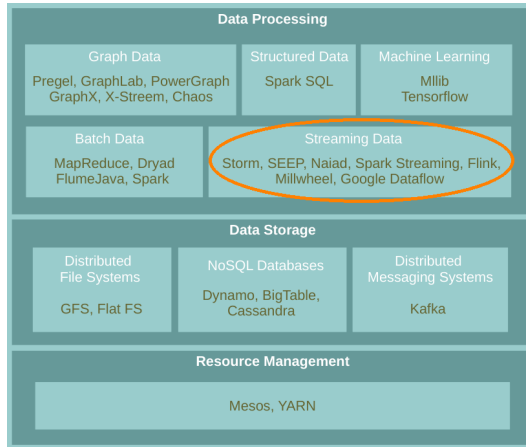 Data Processing
Graph Data
Pregel, GraphLab, PowerGraph
GraphX, X-Streem, Chaos
Structured Data
Spark SQL
Machine Learning
Mllib
Tensorflow
Batch Data
MapReduce, Dryad
FlumeJava, Spark
Streaming Data
Storm, SEEP, Naiad, Spark Streaming, Flink,
Millwheel, Google Dataflow
Data Storage
Distributed
File Systems
GFS, Flat FS
NoSQL Databases
Dynamo, BigTable,
Cassandra
Distributed
Messaging Systems
Kafka
Resource Management
Mesos, YARN